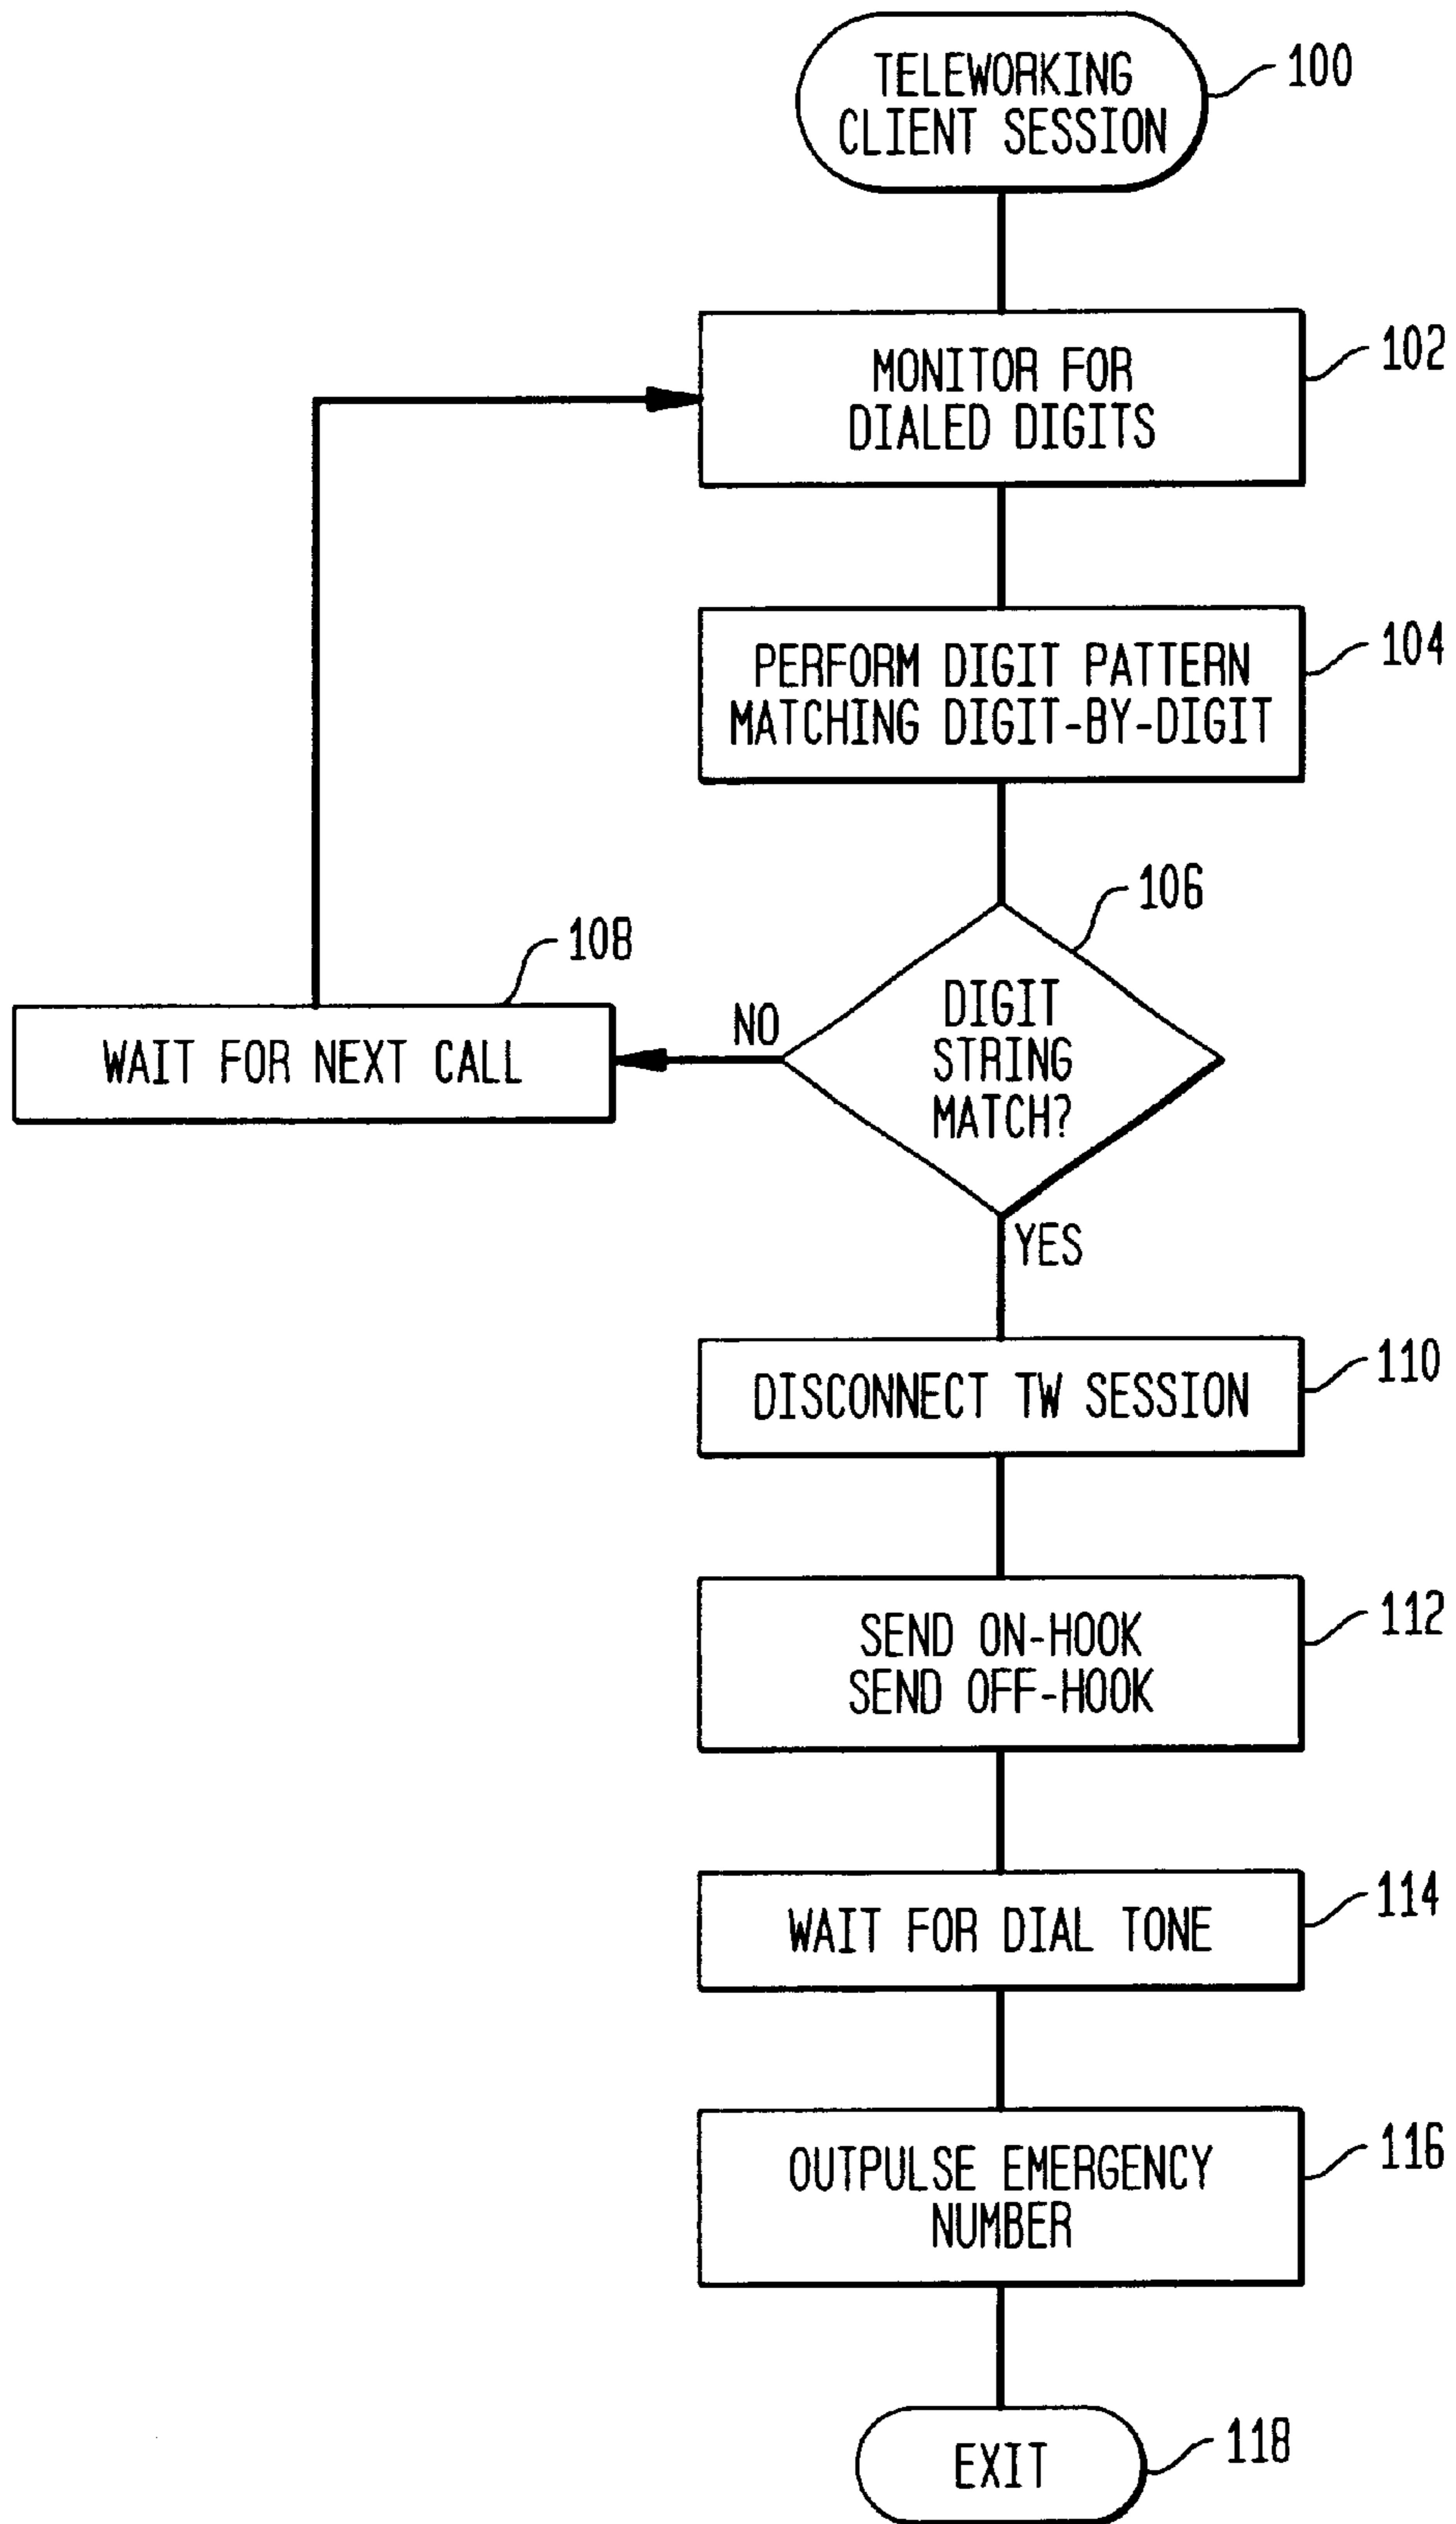 TELEWORKING
CLIENT SESSION
100
MONITOR FOR
DIALED DIGITS
102
PERFORM DIGIT PATTERN
MATCHING DIGIT-BY-DIGIT
104
106
DIGIT
STRING
MATCH?
NO
108
WAIT FOR NEXT CALL
YES
DISCONNECT TW SESSION
110
SEND ON-HOOK
SEND OFF-HOOK
112
WAIT FOR DIAL TONE
114
OUTPULSE EMERGENCY
NUMBER
116
EXIT
118